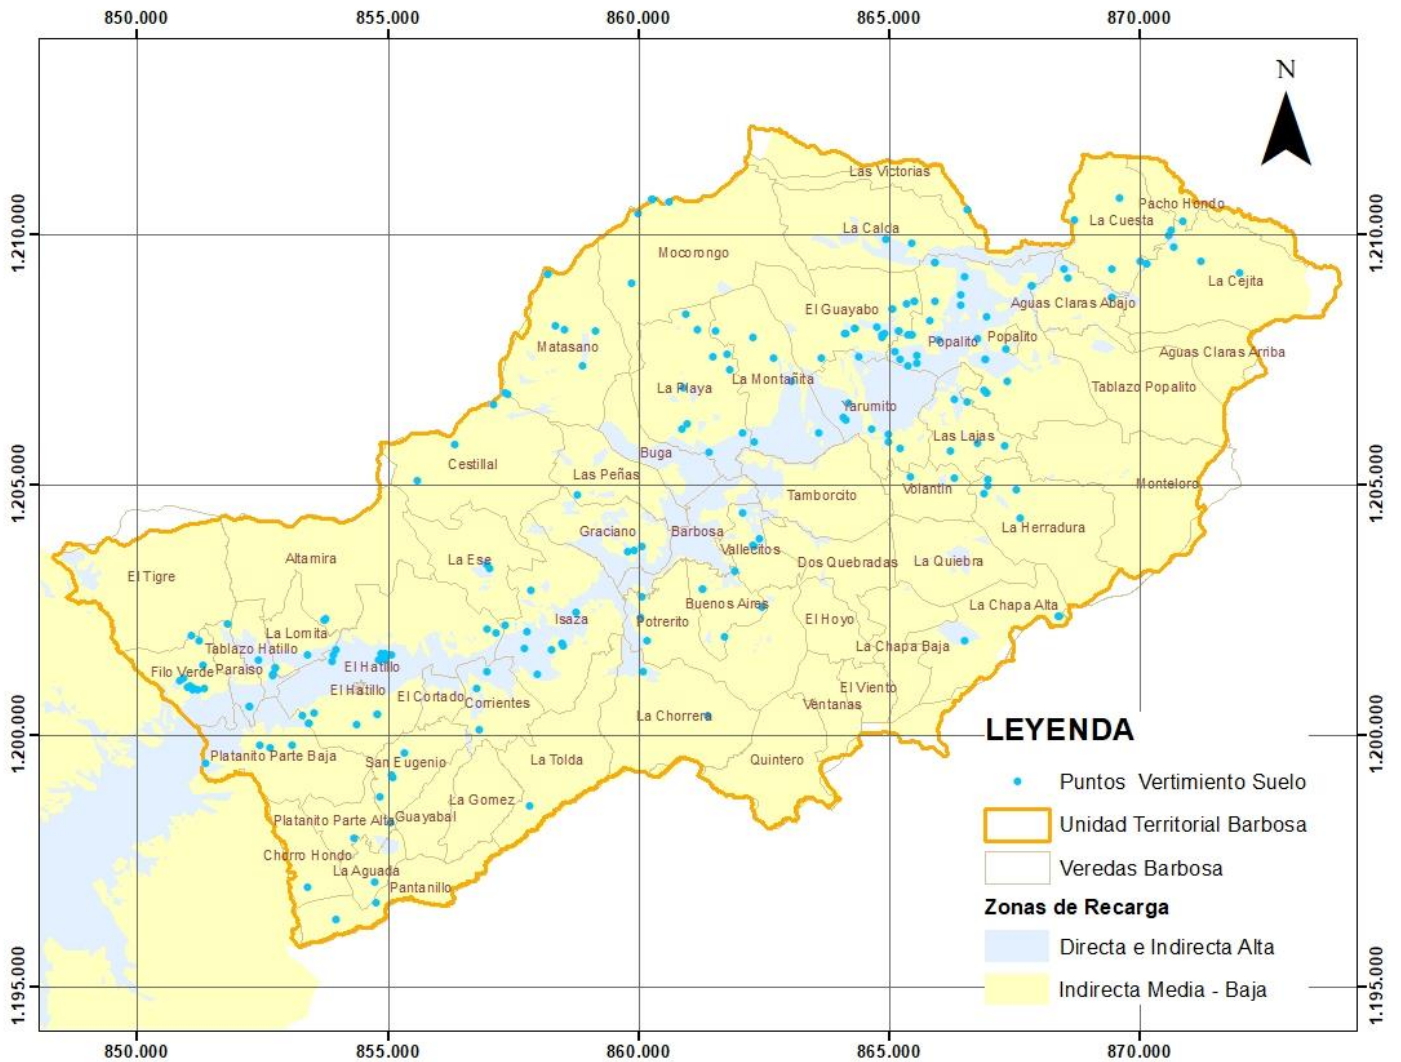 850.000 855.000 860.000 865.000 870.000
N
Las Victorias
Pacho Hondo
La Cuesta
La Calda
1.210.000 1.210.000
Mocorongo
La Cejita
Aguas Claras Abajo
El Guayabo
Popalito Popalito
Matasano
Aguas Claras Arriba
La Montañita
La Playa
Tablazo Popalito
Yarumito
Las Lajas
Buga
Cestillal
Las Peñas
1.205.000 1.205.000
Monteloro
Volantín
Tamborcito
La Herradura
Graciano
Barbosa
Vallecitos
Altamira
La Ese
Dos Quebradas
La Quiebra
El Tigre
Buenos Aires
La Chapa Alta
Isaza
Potrerito
El Hoyo
La Lomita
La Chapa Baja
Tablazo Hatillo
El Hatillo
Filo Verde
Paraiso
El Hatillo
El Viento
El Cortado
Corrientes
Ventanas
La Chorrera
LEYENDA
1.200.000 1.200.000
Platanito Parte Baja
San Eugenio
La Tolda
Quintero
Puntos Vertimiento Suelo
La Gomez
Guayabal
Platanito Parte Alta
Unidad Territorial Barbosa
Chorro Hondo
La Aguada
Veredas Barbosa
Pantanillo
Zonas de Recarga
Directa e Indirecta Alta
1.195.000 1.195.000
Indirecta Media - Baja
850.000 855.000 860.000 865.000 870.000